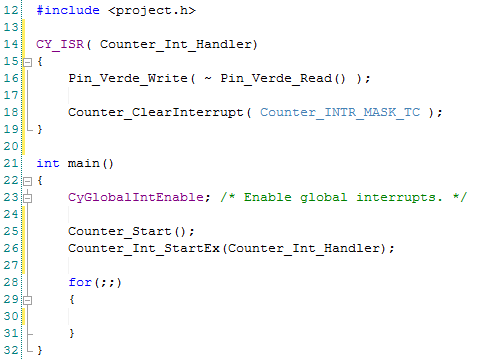 12 #include <project.h>
13
14 CY_ISR( Counter_Int_Handler)
15 {
16     Pin_Verde_Write( ~ Pin_Verde_Read() );
17
18     Counter_ClearInterrupt( Counter_INTR_MASK_TC );
19 }
20
21 int main()
22 {
23     CyGlobalIntEnable; /* Enable global interrupts. */
24
25     Counter_Start();
26     Counter_Int_StartEx(Counter_Int_Handler);
27
28     for(;;)
29     {
30
31     }
32 }